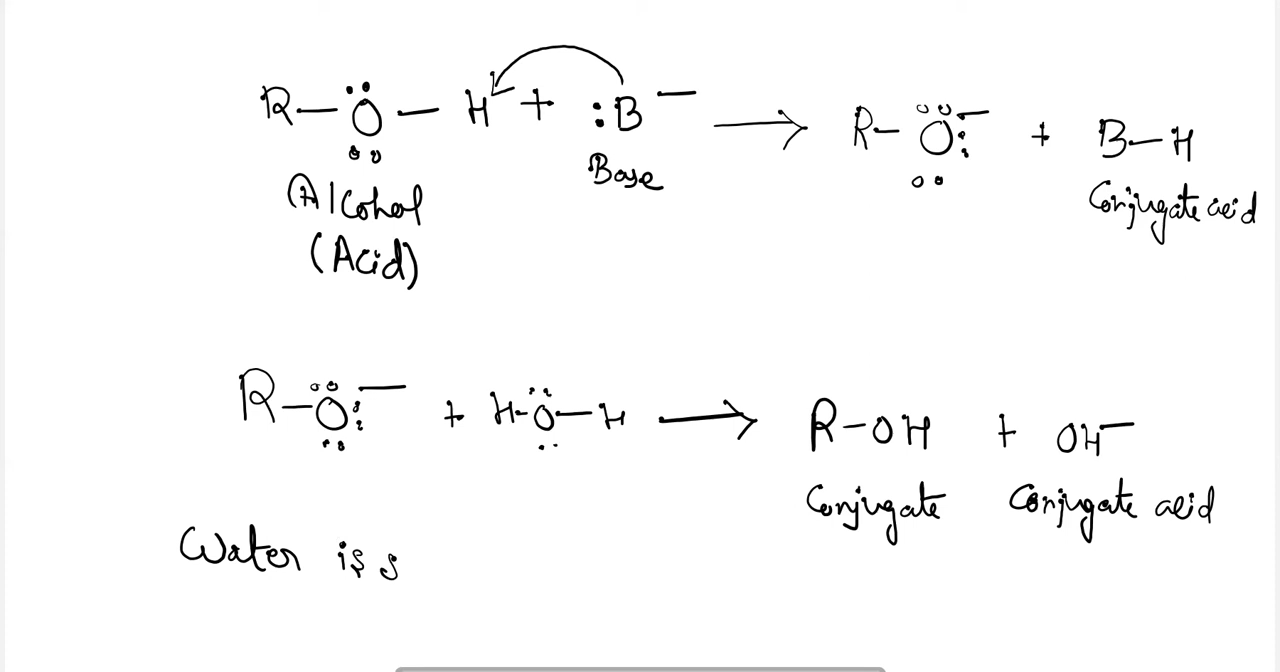 R—O—H + :B⁻ ⟶ R—O:⁻ + B—H
Alcohol Base Conjugate acid
(Acid)
R—O:⁻ + H—O—H ⟶ R—OH + OH⁻
Conjugate Conjugate acid
Water is s